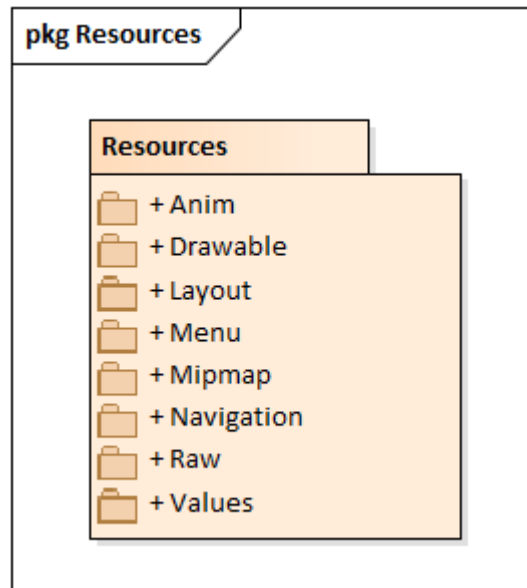 pkg Resources
Resources
+ Anim
+ Drawable
+ Layout
+ Menu
+ Mipmap
+ Navigation
+ Raw
+ Values